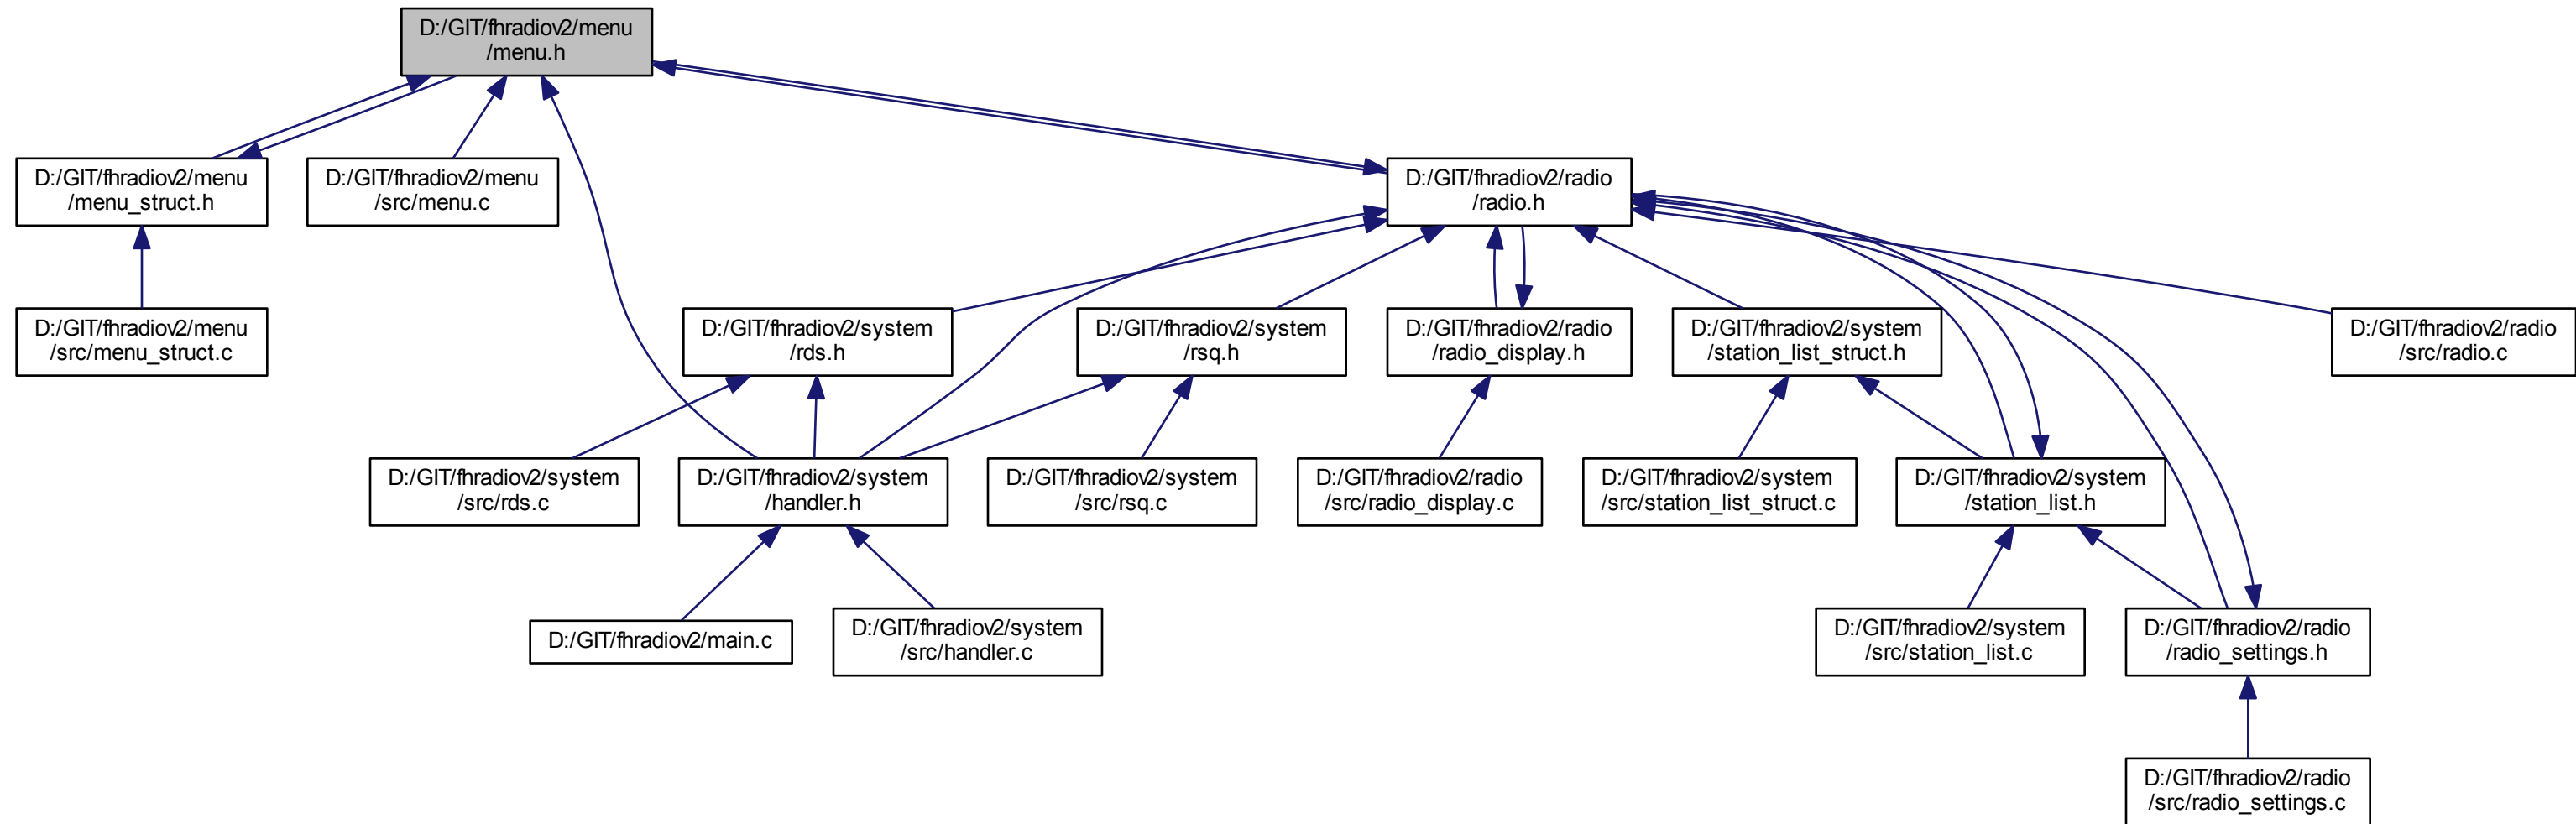 D:/GIT/fhradiov2/menu
/menu.h
D:/GIT/fhradiov2/menu
/menu_struct.h
D:/GIT/fhradiov2/menu
/src/menu.c
D:/GIT/fhradiov2/radio
/radio.h
D:/GIT/fhradiov2/menu
/src/menu_struct.c
D:/GIT/fhradiov2/system
/rds.h
D:/GIT/fhradiov2/system
/rsq.h
D:/GIT/fhradiov2/radio
/radio_display.h
D:/GIT/fhradiov2/system
/station_list_struct.h
D:/GIT/fhradiov2/radio
/src/radio.c
D:/GIT/fhradiov2/system
/src/rds.c
D:/GIT/fhradiov2/system
/handler.h
D:/GIT/fhradiov2/system
/src/rsq.c
D:/GIT/fhradiov2/radio
/src/radio_display.c
D:/GIT/fhradiov2/system
/src/station_list_struct.c
D:/GIT/fhradiov2/system
/station_list.h
D:/GIT/fhradiov2/main.c
D:/GIT/fhradiov2/system
/src/handler.c
D:/GIT/fhradiov2/system
/src/station_list.c
D:/GIT/fhradiov2/radio
/radio_settings.h
D:/GIT/fhradiov2/radio
/src/radio_settings.c